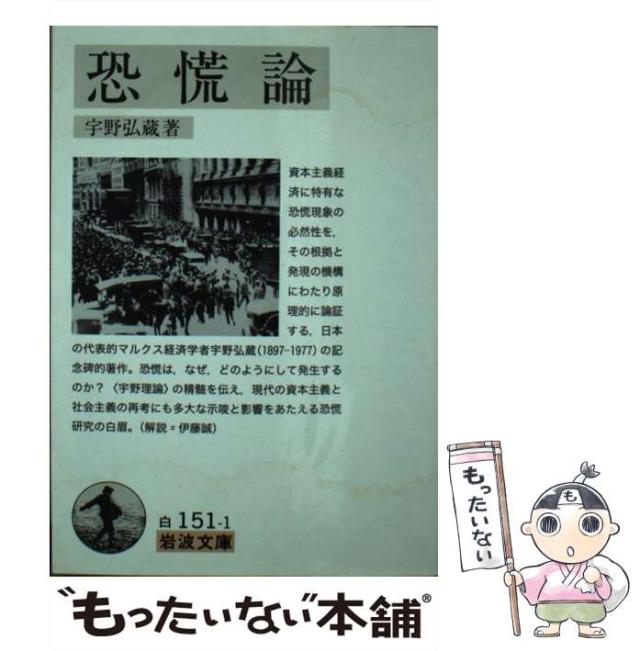 恐慌論
宇野弘蔵著
資本主義経
済に特有な
恐慌現象の
必然性を,
その根拠と
発現の機構
にわたり原
理的に論証
する, 日本
の代表的マルクス経済学者宇野弘蔵(1897-1977)の記
念碑的著作。恐慌は, なぜ, どのようにして発生する
のか? 〈宇野理論〉の精髄を伝え, 現代の資本主義と
社会主義の再考にも多大な示唆と影響をあたえる恐慌
研究の白眉。(解説=伊藤誠)
白 151-1
岩波文庫
もったいない
も
"もったいない"本舗®